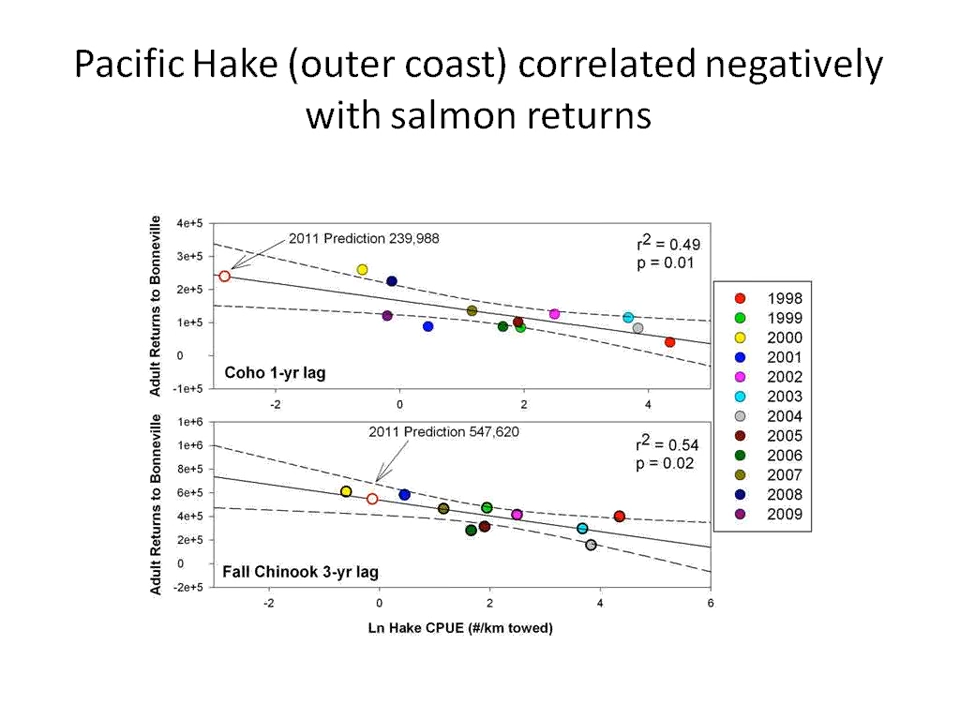 Pacific Hake (outer coast) correlated negatively
with salmon returns
Adult Returns to Bonneville
4e+5
3e+5
2e+5
1e+5
0
-1e+5
2011 Prediction 239,988
r2 = 0.49
p = 0.01
Coho 1-yr lag
-2
0
2
4
Adult Returns to Bonneville
1e+6
1e+6
8e+5
6e+5
4e+5
2e+5
0
-2e+5
2011 Prediction 547,620
r2 = 0.54
p = 0.02
Fall Chinook 3-yr lag
-2
0
2
4
6
Ln Hake CPUE (#/km towed)
1998
1999
2000
2001
2002
2003
2004
2005
2006
2007
2008
2009